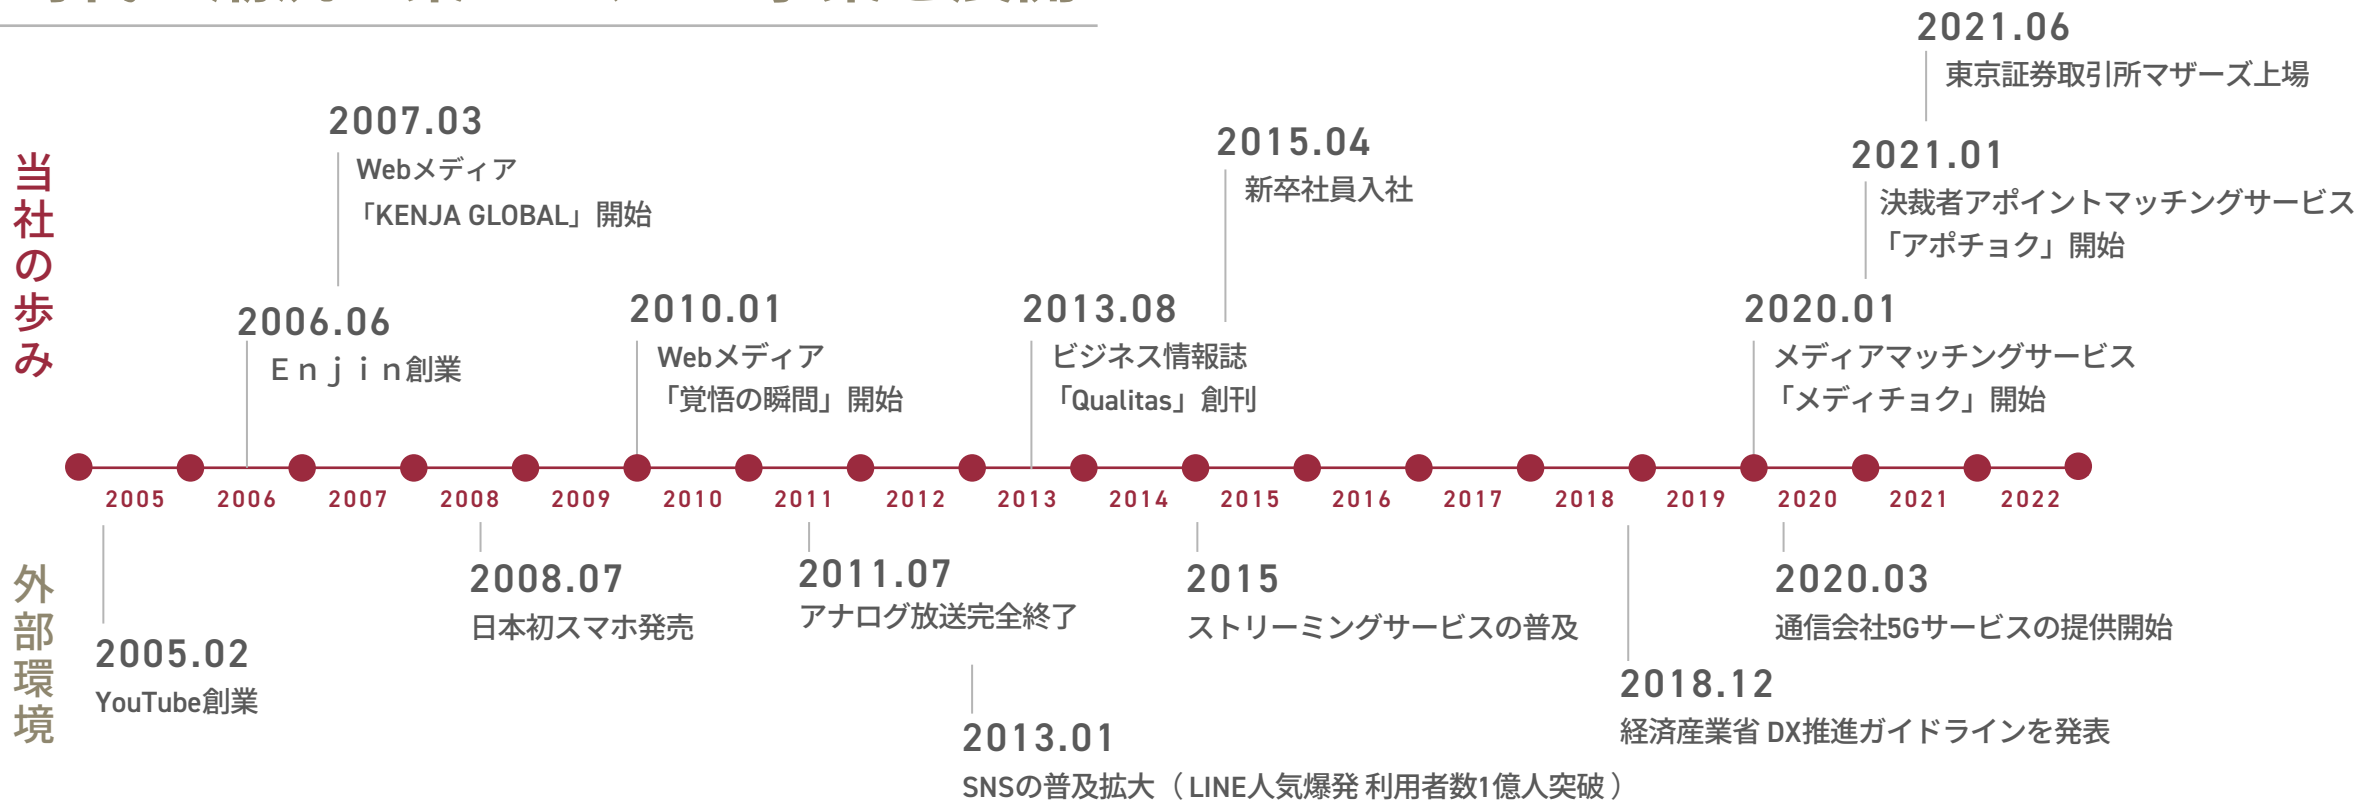 当社の歩み
2006.06
Ｅｎｊｉｎ創業
2007.03
Webメディア
「KENJA GLOBAL」開始
2010.01
Webメディア
「覚悟の瞬間」開始
2013.08
ビジネス情報誌
「Qualitas」創刊
2015.04
新卒社員入社
2020.01
メディアマッチングサービス
「メディチョク」開始
2021.01
決裁者アポイントマッチングサービス
「アポチョク」開始
2021.06
東京証券取引所マザーズ上場
2005 2006 2007 2008 2009 2010 2011 2012 2013 2014 2015 2016 2017 2018 2019 2020 2021 2022
外部環境
2005.02
YouTube創業
2008.07
日本初スマホ発売
2011.07
アナログ放送完全終了
2013.01
SNSの普及拡大（ LINE人気爆発 利用者数1億人突破 ）
2015
ストリーミングサービスの普及
2018.12
経済産業省 DX推進ガイドラインを発表
2020.03
通信会社5Gサービスの提供開始